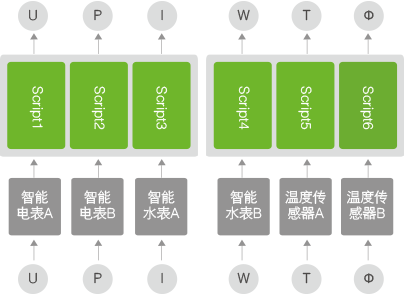 U P I W T Φ
Script1 Script2 Script3 Script4 Script5 Script6
智能 智能 智能 智能 温度传 温度传
电表A 电表B 水表A 水表B 感器A 感器B
U P I W T Φ